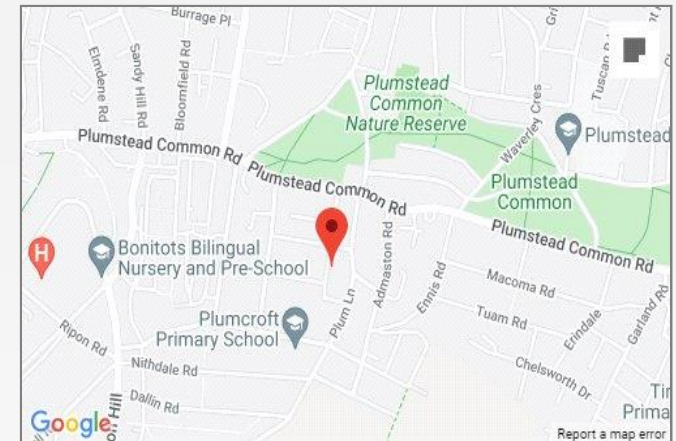 Burrage Pl
Elmdene Rd
Sandy Hill Rd
Bloomfield Rd
Plumstead
Common
Nature Reserve
Waverley Cres
Tuscan
Plumstead
Plumstead Common Rd
Plumstead Common Rd
Plumstead
Common
Plumstead Common Rd
H
Bonitots Bilingual
Nursery and Pre-School
Admaston Rd
Ennis Rd
Macoma Rd
Garland Rd
Plum Ln
Tuam Rd
Erindale
Plumcroft
Primary School
Ripon Rd
Nithdale Rd
Chelsworth Dr
Dallin Rd
Prima
Google
Hill
Report a map error